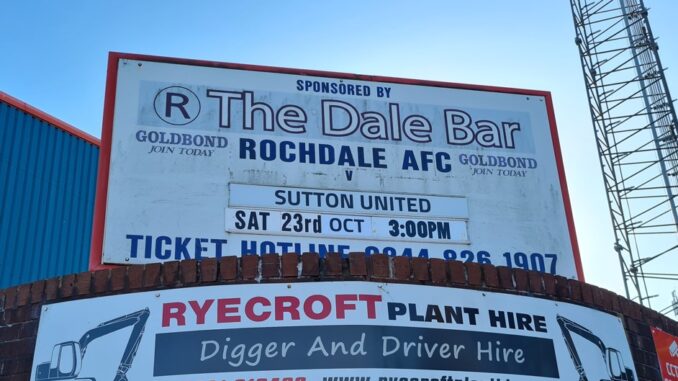 SPONSORED BY
R The Dale Bar
GOLDBOND
JOIN TODAY
ROCHDALE AFC
GOLDBOND
JOIN TODAY
V
SUTTON UNITED
SAT 23rd OCT 3:00PM
TICKET HOTLINE 0844 826 1907
RYECROFT PLANT HIRE
Digger And Driver Hire